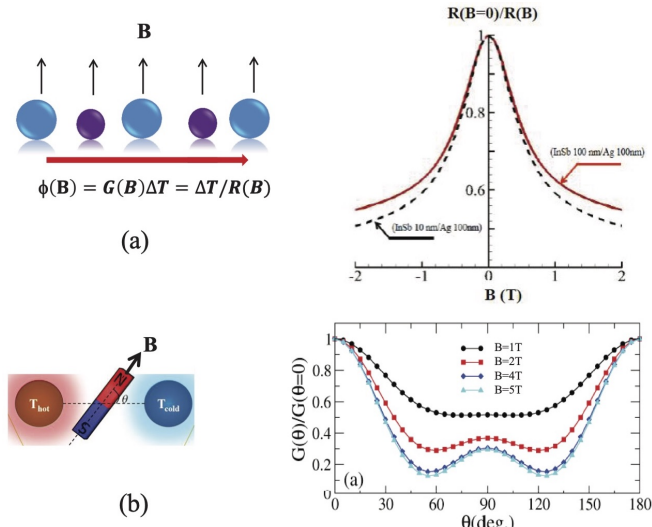 B
ϕ(B) = G(B)ΔT = ΔT/R(B)
(a)
R(B=0)/R(B)
1
0.8
0.6
(InSb 100 nm/Ag 100nm)
(InSb 10 nm/Ag 100nm)
-2 -1 0 1 2
B (T)
B
T_hot
N
S
θ
T_cold
(b)
G(θ)/G(θ=0)
1
0.8
0.6
0.4
0.2
0
B=1T
B=2T
B=4T
B=5T
(a)
0 30 60 90 120 150 180
θ(deg.)